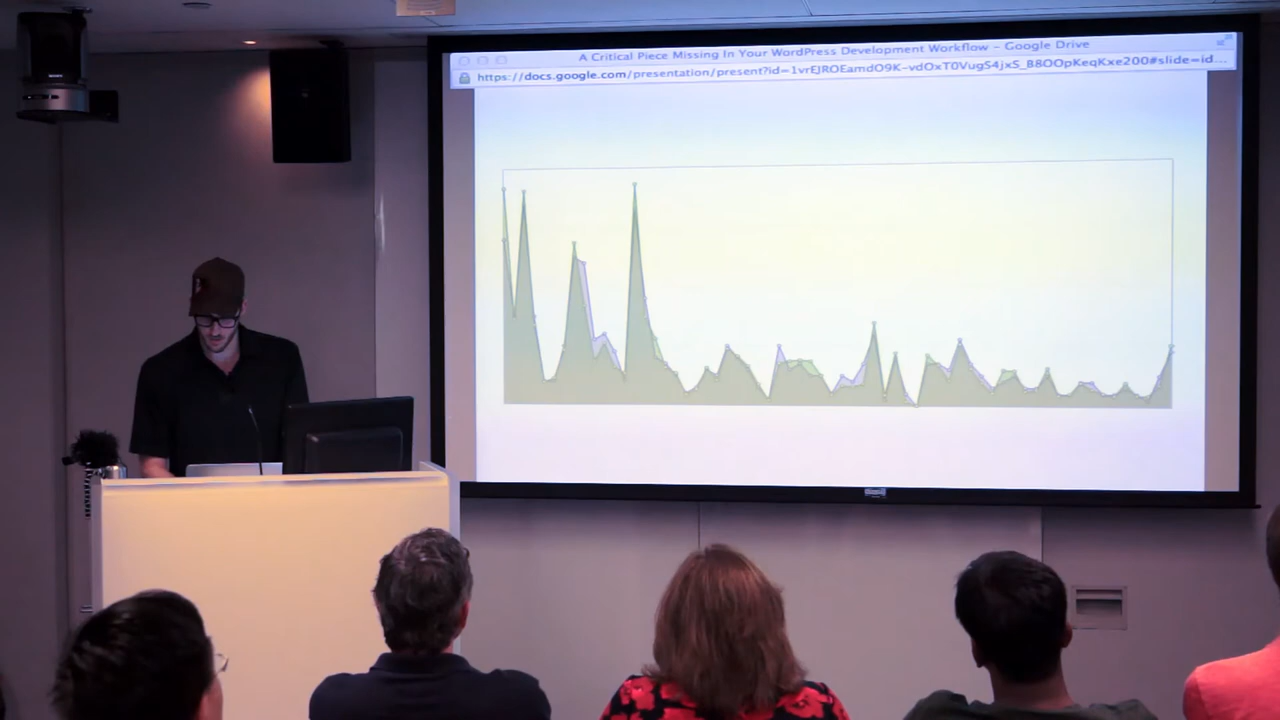 A Critical Piece Missing In Your WordPress Development Workflow – Google Drive
https://docs.google.com/presentation/present?id=1vrEJROEamdO9K-vdOxT0VugS4jxS_B8OOpKeqKxe200#slide=id...
SONY